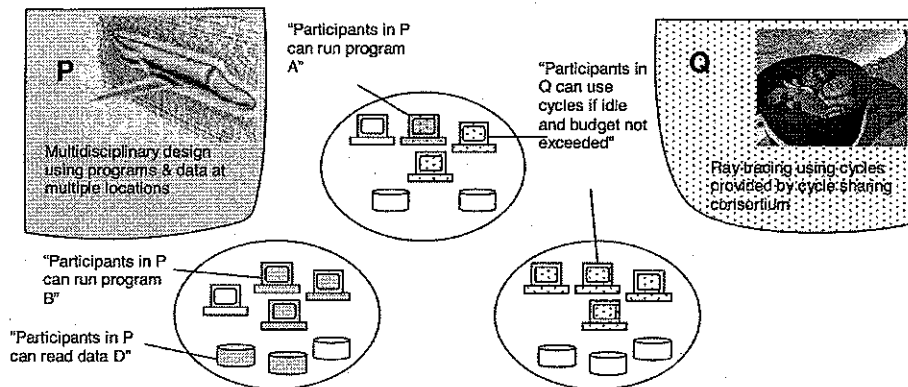 P
Multidisciplinary design
using programs & data at
multiple locations
"Participants in P
can run program
A"
"Participants in
Q can use
cycles if idle
and budget not
exceeded"
Q
Ray-tracing using cycles
provided by cycle sharing
consortium
"Participants in P
can run program
B"
"Participants in P
can read data D"